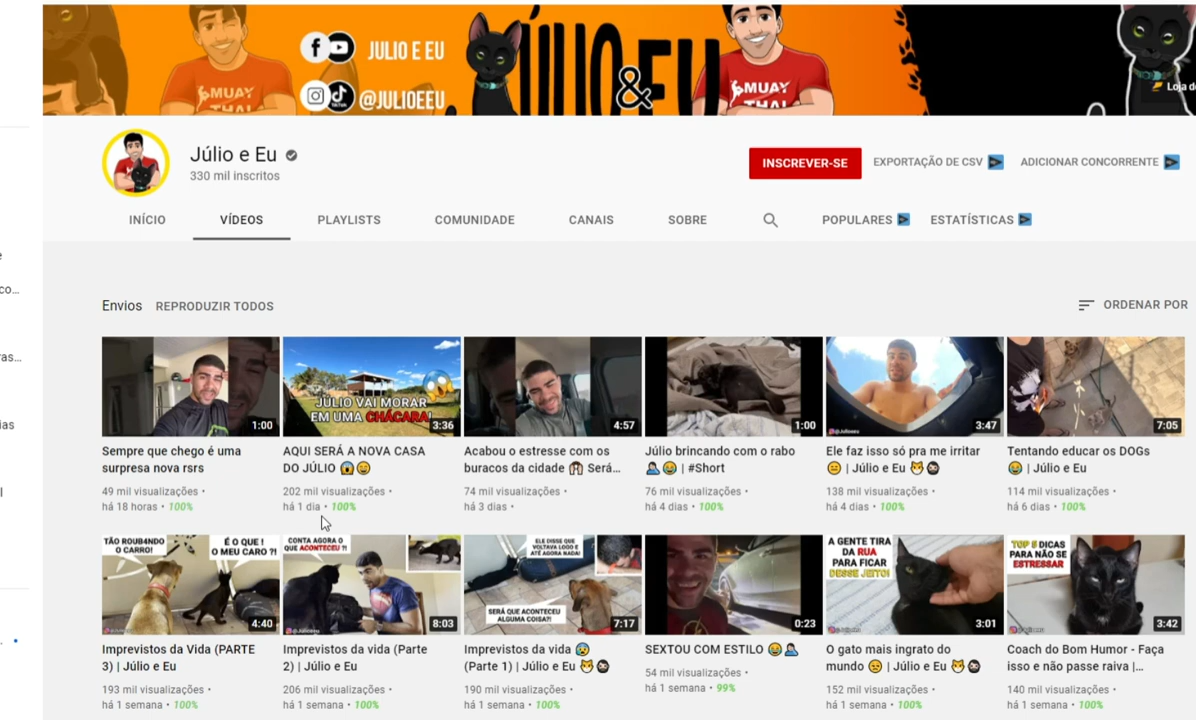 JULIO E EU
@JULIOEEU
JÚLIO & EU
MUAY
THAI
MUAY
THAI
Loja d
Júlio e Eu
330 mil inscritos
INSCREVER-SE
EXPORTAÇÃO DE CSV
ADICIONAR CONCORRENTE
INÍCIO
VÍDEOS
PLAYLISTS
COMUNIDADE
CANAIS
SOBRE
POPULARES
ESTATÍSTICAS
co...
ras...
ias
Envios
REPRODUZIR TODOS
ORDENAR POR
1:00
JÚLIO VAI MORAR
EM UMA CHÁCARA!
3:36
4:57
1:00
3:47
7:05
Sempre que chego é uma
surpresa nova rsrs
49 mil visualizações •
há 18 horas • 100%
AQUI SERÁ A NOVA CASA
DO JÚLIO 😱😄
202 mil visualizações •
há 1 dia • 100%
Acabou o estresse com os
buracos da cidade 🙈 Será...
74 mil visualizações •
há 3 dias •
Júlio brincando com o rabo
🤦🏻‍♂️😂 | #Short
76 mil visualizações •
há 4 dias • 100%
Ele faz isso só pra me irritar
😑 | Júlio e Eu 🐱🧔🏻
138 mil visualizações •
há 4 dias • 100%
Tentando educar os DOGs
😂 | Júlio e Eu
114 mil visualizações •
há 6 dias • 100%
TÃO ROUB4NDO
O CARRO!
É O QUE !
O MEU CARO ?!
4:40
CONTA AGORA O
QUE ACONTECEU ?!
8:03
ELE DISSE QUE
VOLTAVA LOGO E
ATÉ AGORA NADA!
SERÁ QUE ACONTECEU
ALGUMA COISA?!
7:17
0:23
A GENTE TIRA
DA RUA
PARA FICAR
DESSE JEITO!
3:01
TOP 5 DICAS
PARA NÃO SE
ESTRESSAR
3:42
Imprevistos da Vida (PARTE
3) | Júlio e Eu
193 mil visualizações •
há 1 semana • 100%
Imprevistos da vida (Parte
2) | Júlio e Eu
206 mil visualizações •
há 1 semana • 100%
Imprevistos da vida 😰
(Parte 1) | Júlio e Eu 🐱🧔🏻
190 mil visualizações •
há 1 semana • 100%
SEXTOU COM ESTILO 😂🤦🏻‍♂️
54 mil visualizações •
há 1 semana • 99%
O gato mais ingrato do
mundo 😠 | Júlio e Eu 🐱🧔🏻
152 mil visualizações •
há 1 semana • 100%
Coach do Bom Humor - Faça
isso e não passe raiva |...
140 mil visualizações •
há 1 semana • 100%